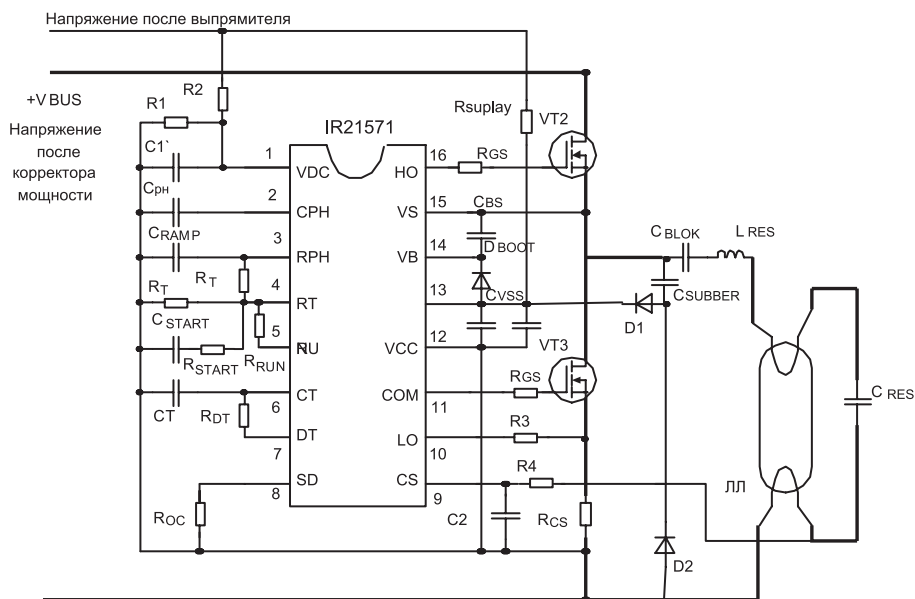 Напряжение после выпрямителя
+V BUS
Напряжение
после
корректора
мощности
R1
R2
C1`
CPH
CRAMP
RT
RT
CSTART
RSTART
RRUN
CT
RDT
ROC
IR21571
1
2
3
4
5
6
7
8
VDC
CPH
RPH
RT
RU
CT
DT
SD
HO
VS
VB
VCC
COM
LO
CS
16
15
14
13
12
11
10
9
Rsuplay
VT2
RGS
CBS
DBOOT
CVSS
VT3
RGS
R3
R4
C2
RCS
D1
D2
CBLOK
LRES
CSUBBER
CRES
ЛЛ